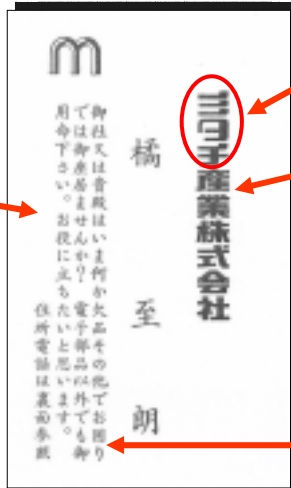 産業株式会社
橘 至 朗
御社又は貴殿はいま何か欠品その他でお困り
では御座居ませんか? 電子部品以外でも御
用命下さい。お役に立ちたいと思います。
住所電話は裏面参照
m